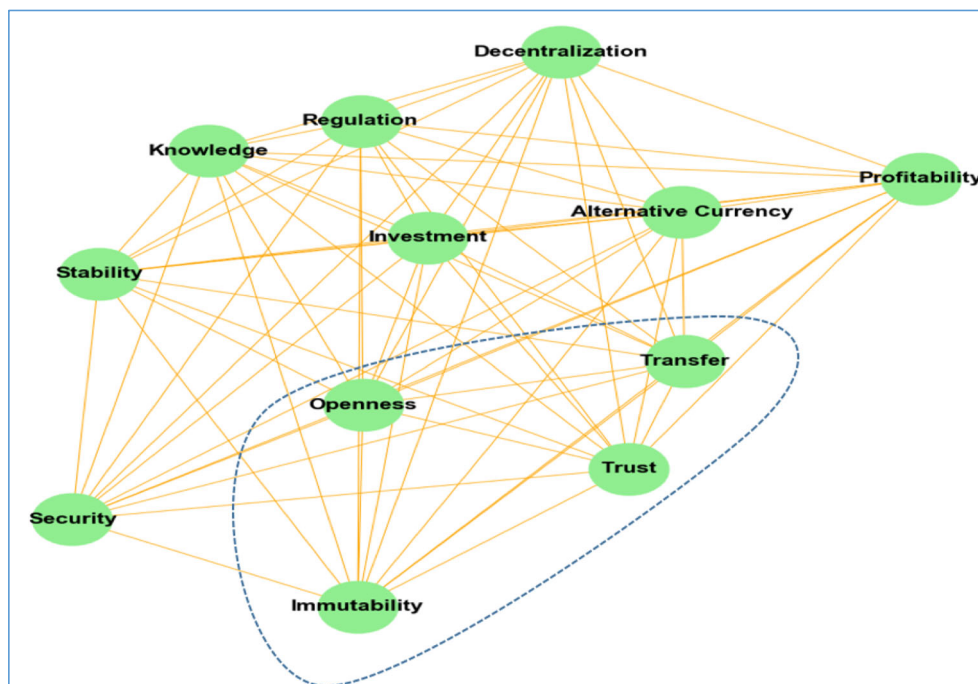 Decentralization
Regulation
Knowledge
Profitability
Alternative Currency
Investment
Stability
Transfer
Openness
Trust
Security
Immutability